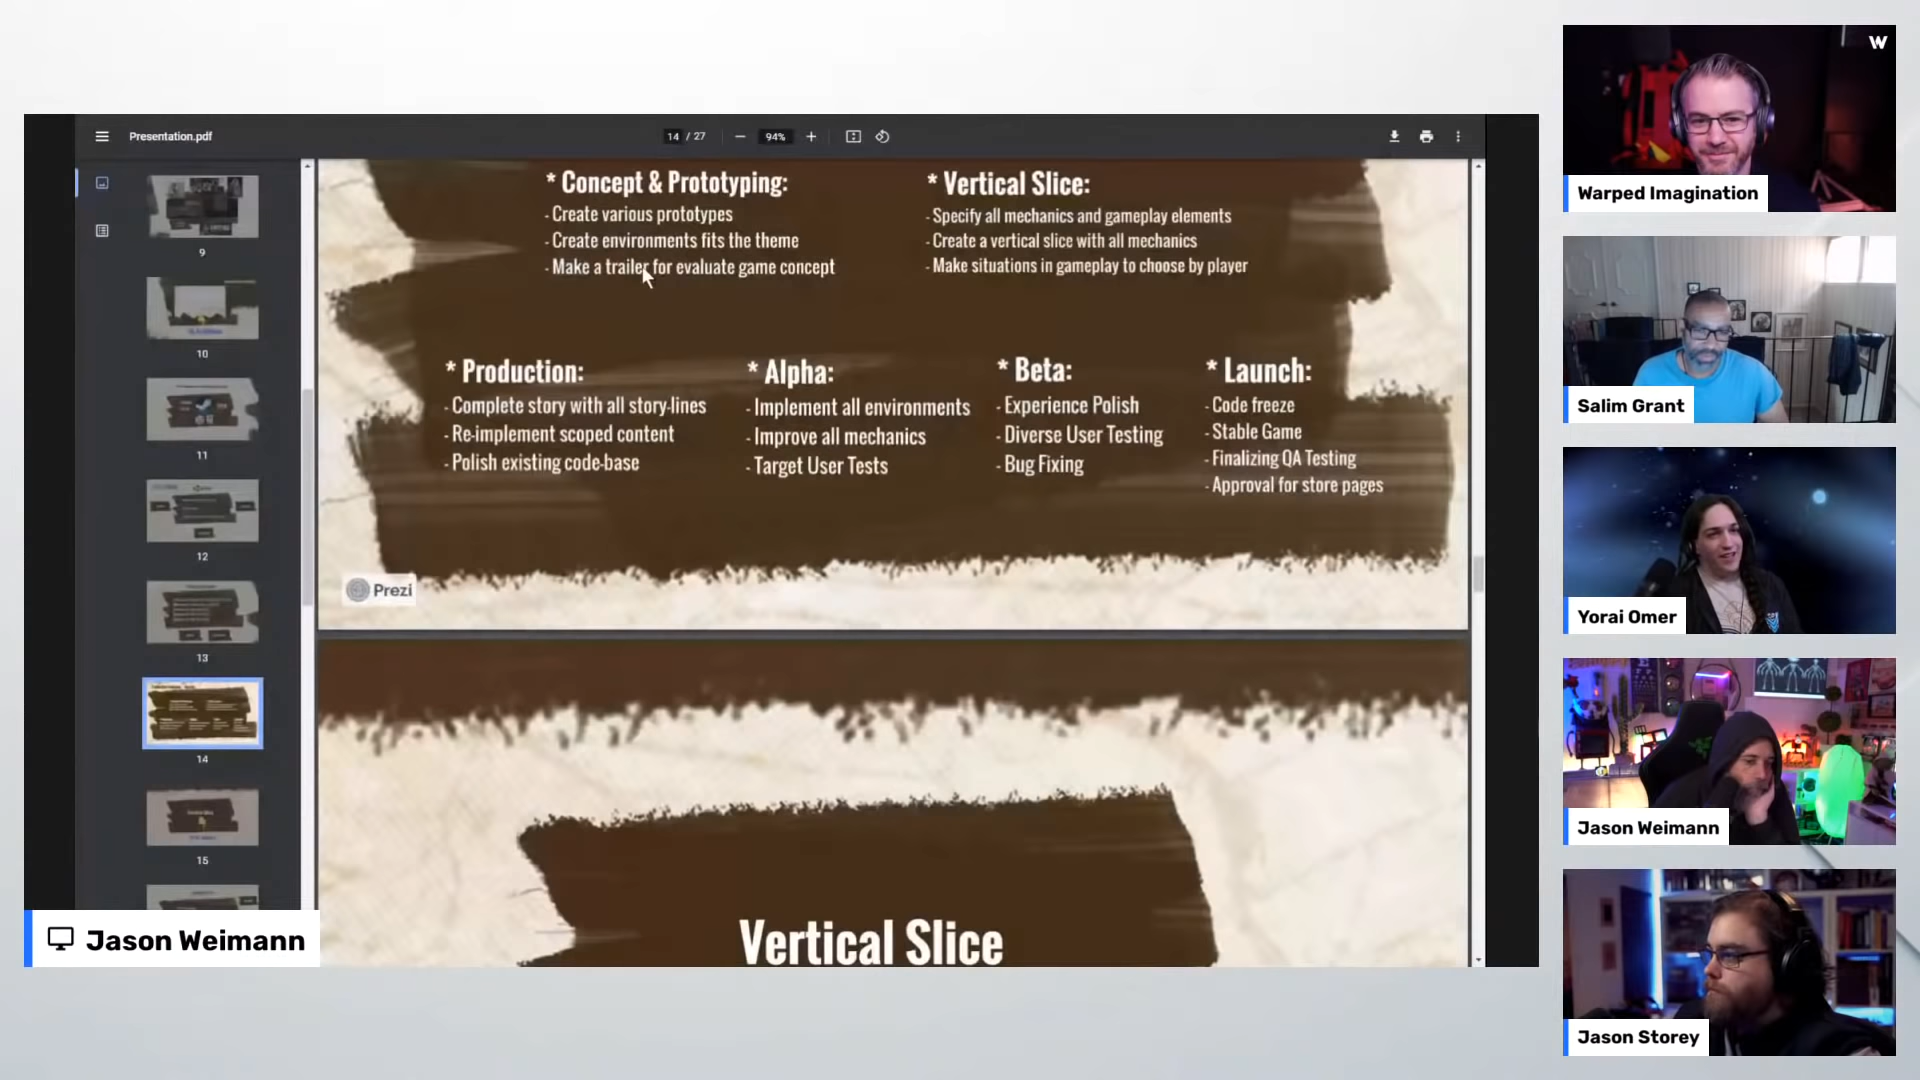 Presentation.pdf
14 / 27
94%
9
10
11
12
13
14
15
* Concept & Prototyping:
- Create various prototypes
- Create environments fits the theme
- Make a trailer for evaluate game concept
* Vertical Slice:
- Specify all mechanics and gameplay elements
- Create a vertical slice with all mechanics
- Make situations in gameplay to choose by player
* Production:
- Complete story with all story-lines
- Re-implement scoped content
- Polish existing code-base
* Alpha:
- Implement all environments
- Improve all mechanics
- Target User Tests
* Beta:
- Experience Polish
- Diverse User Testing
- Bug Fixing
* Launch:
- Code freeze
- Stable Game
- Finalizing QA Testing
- Approval for store pages
Prezi
Vertical Slice
Jason Weimann
W
Warped Imagination
Salim Grant
Yorai Omer
Jason Weimann
Jason Storey